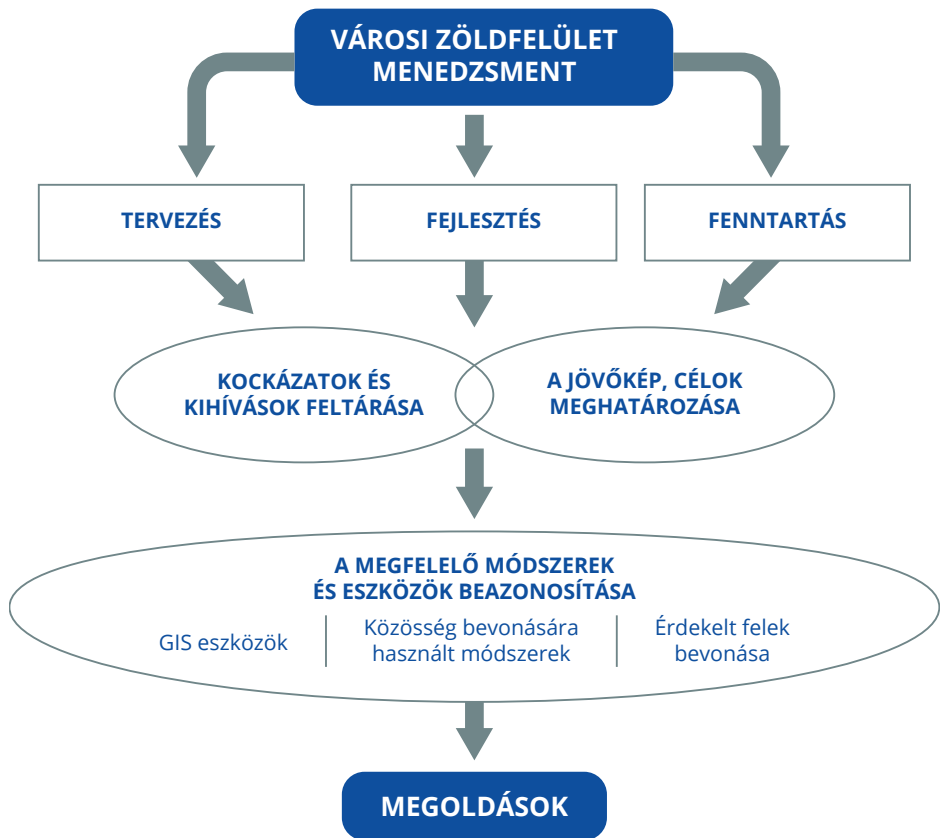 VÁROSI ZÖLDFELÜLET
MENEDZSMENT
TERVEZÉS
FEJLESZTÉS
FENNTARTÁS
KOCKÁZATOK ÉS
KIHÍVÁSOK FELTÁRÁSA
A JÖVŐKÉP, CÉLOK
MEGHATÁROZÁSA
A MEGFELELŐ MÓDSZEREK
ÉS ESZKÖZÖK BEAZONOSÍTÁSA
GIS eszközök
Közösség bevonására
használt módszerek
Érdekelt felek
bevonása
MEGOLDÁSOK